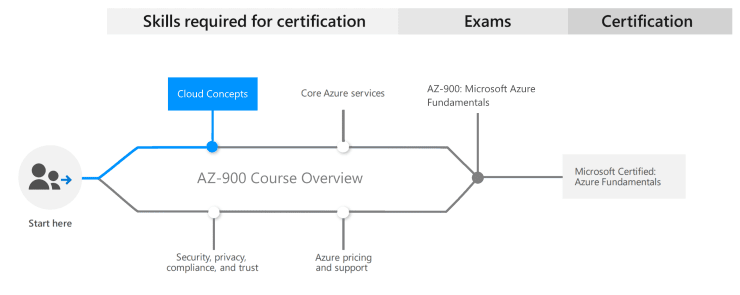 Skills required for certification
Exams
Certification
Cloud Concepts
Core Azure services
AZ-900: Microsoft Azure
Fundamentals
AZ-900 Course Overview
Microsoft Certified:
Azure Fundamentals
Start here
Security, privacy,
compliance, and trust
Azure pricing
and support